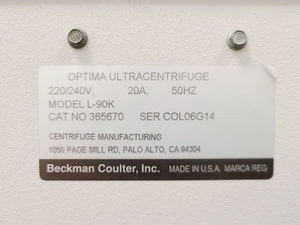 OPTIMA ULTRACENTRIFUGE
220/240V, 20A, 50HZ
MODEL L-90K
CAT NO 365670 SER COL06G14
CENTRIFUGE MANUFACTURING
1050 PAGE MILL RD, PALO ALTO, CA 94304
Beckman Coulter, Inc. MADE IN U.S.A. MARCA REG